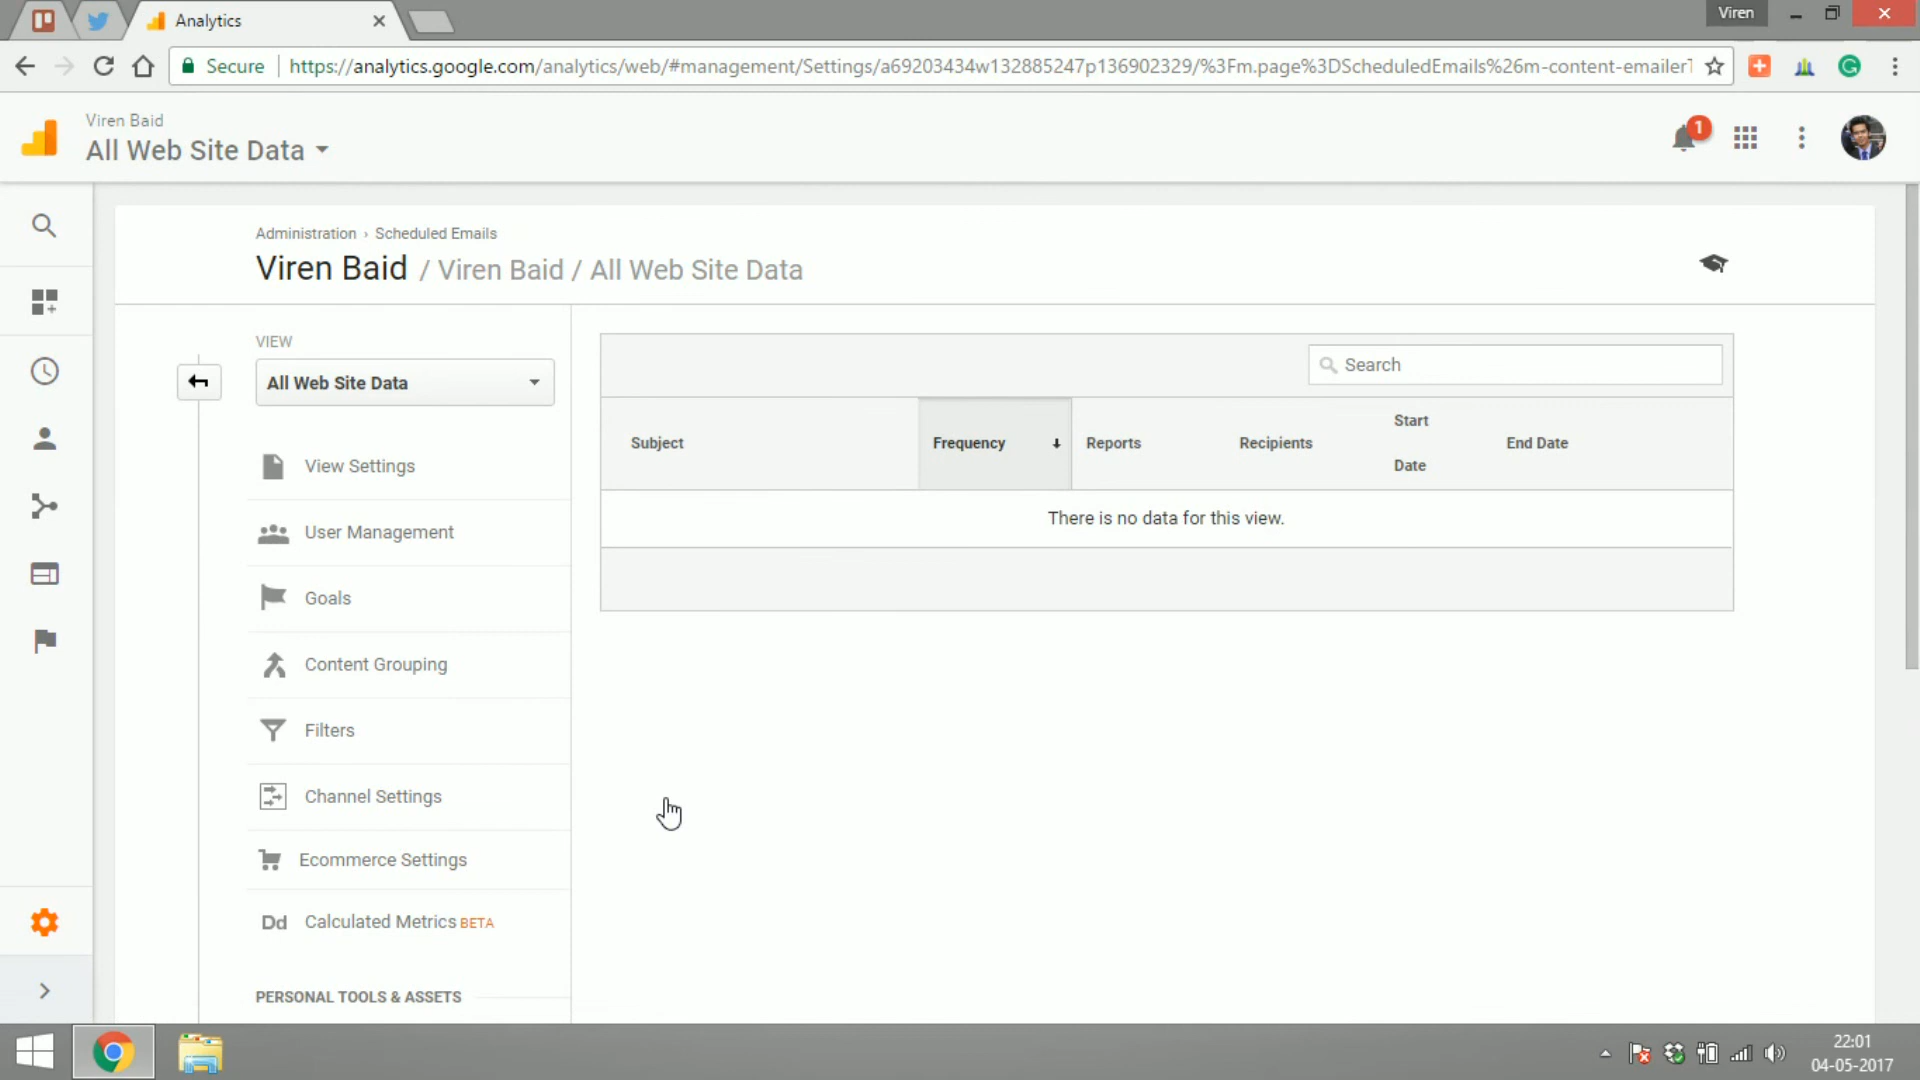 Analytics
Viren
Secure
https://analytics.google.com/analytics/web/#management/Settings/a69203434w132885247p136902329/%3Fm.page%3DScheduledEmails%26m-content-emailerT
Viren Baid
All Web Site Data
1
Administration › Scheduled Emails
Viren Baid / Viren Baid / All Web Site Data
VIEW
All Web Site Data
View Settings
User Management
Goals
Content Grouping
Filters
Channel Settings
Ecommerce Settings
Dd Calculated Metrics BETA
PERSONAL TOOLS & ASSETS
Search
Subject
Frequency
Reports
Recipients
Start
Date
End Date
There is no data for this view.
22:01
04-05-2017